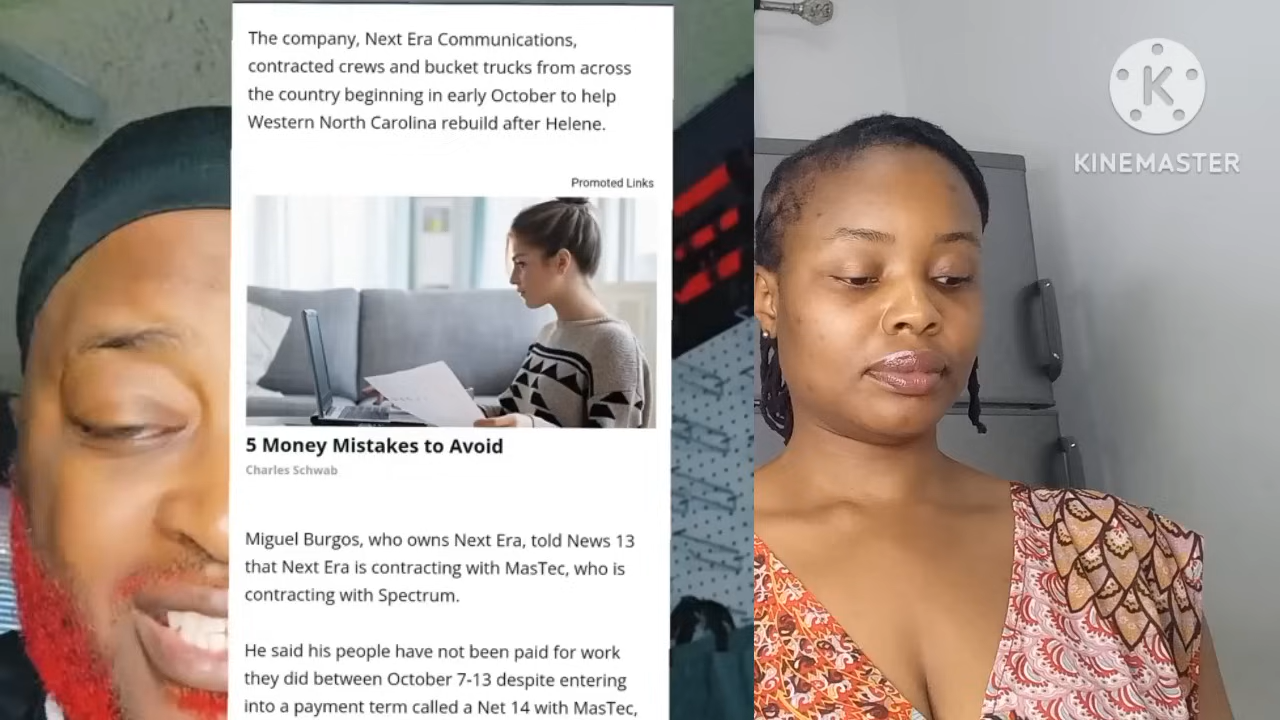 The company, Next Era Communications,
contracted crews and bucket trucks from across
the country beginning in early October to help
Western North Carolina rebuild after Helene.
Promoted Links
5 Money Mistakes to Avoid
Charles Schwab
Miguel Burgos, who owns Next Era, told News 13
that Next Era is contracting with MasTec, who is
contracting with Spectrum.
He said his people have not been paid for work
they did between October 7-13 despite entering
into a payment term called a Net 14 with MasTec,
K
KINEMASTER